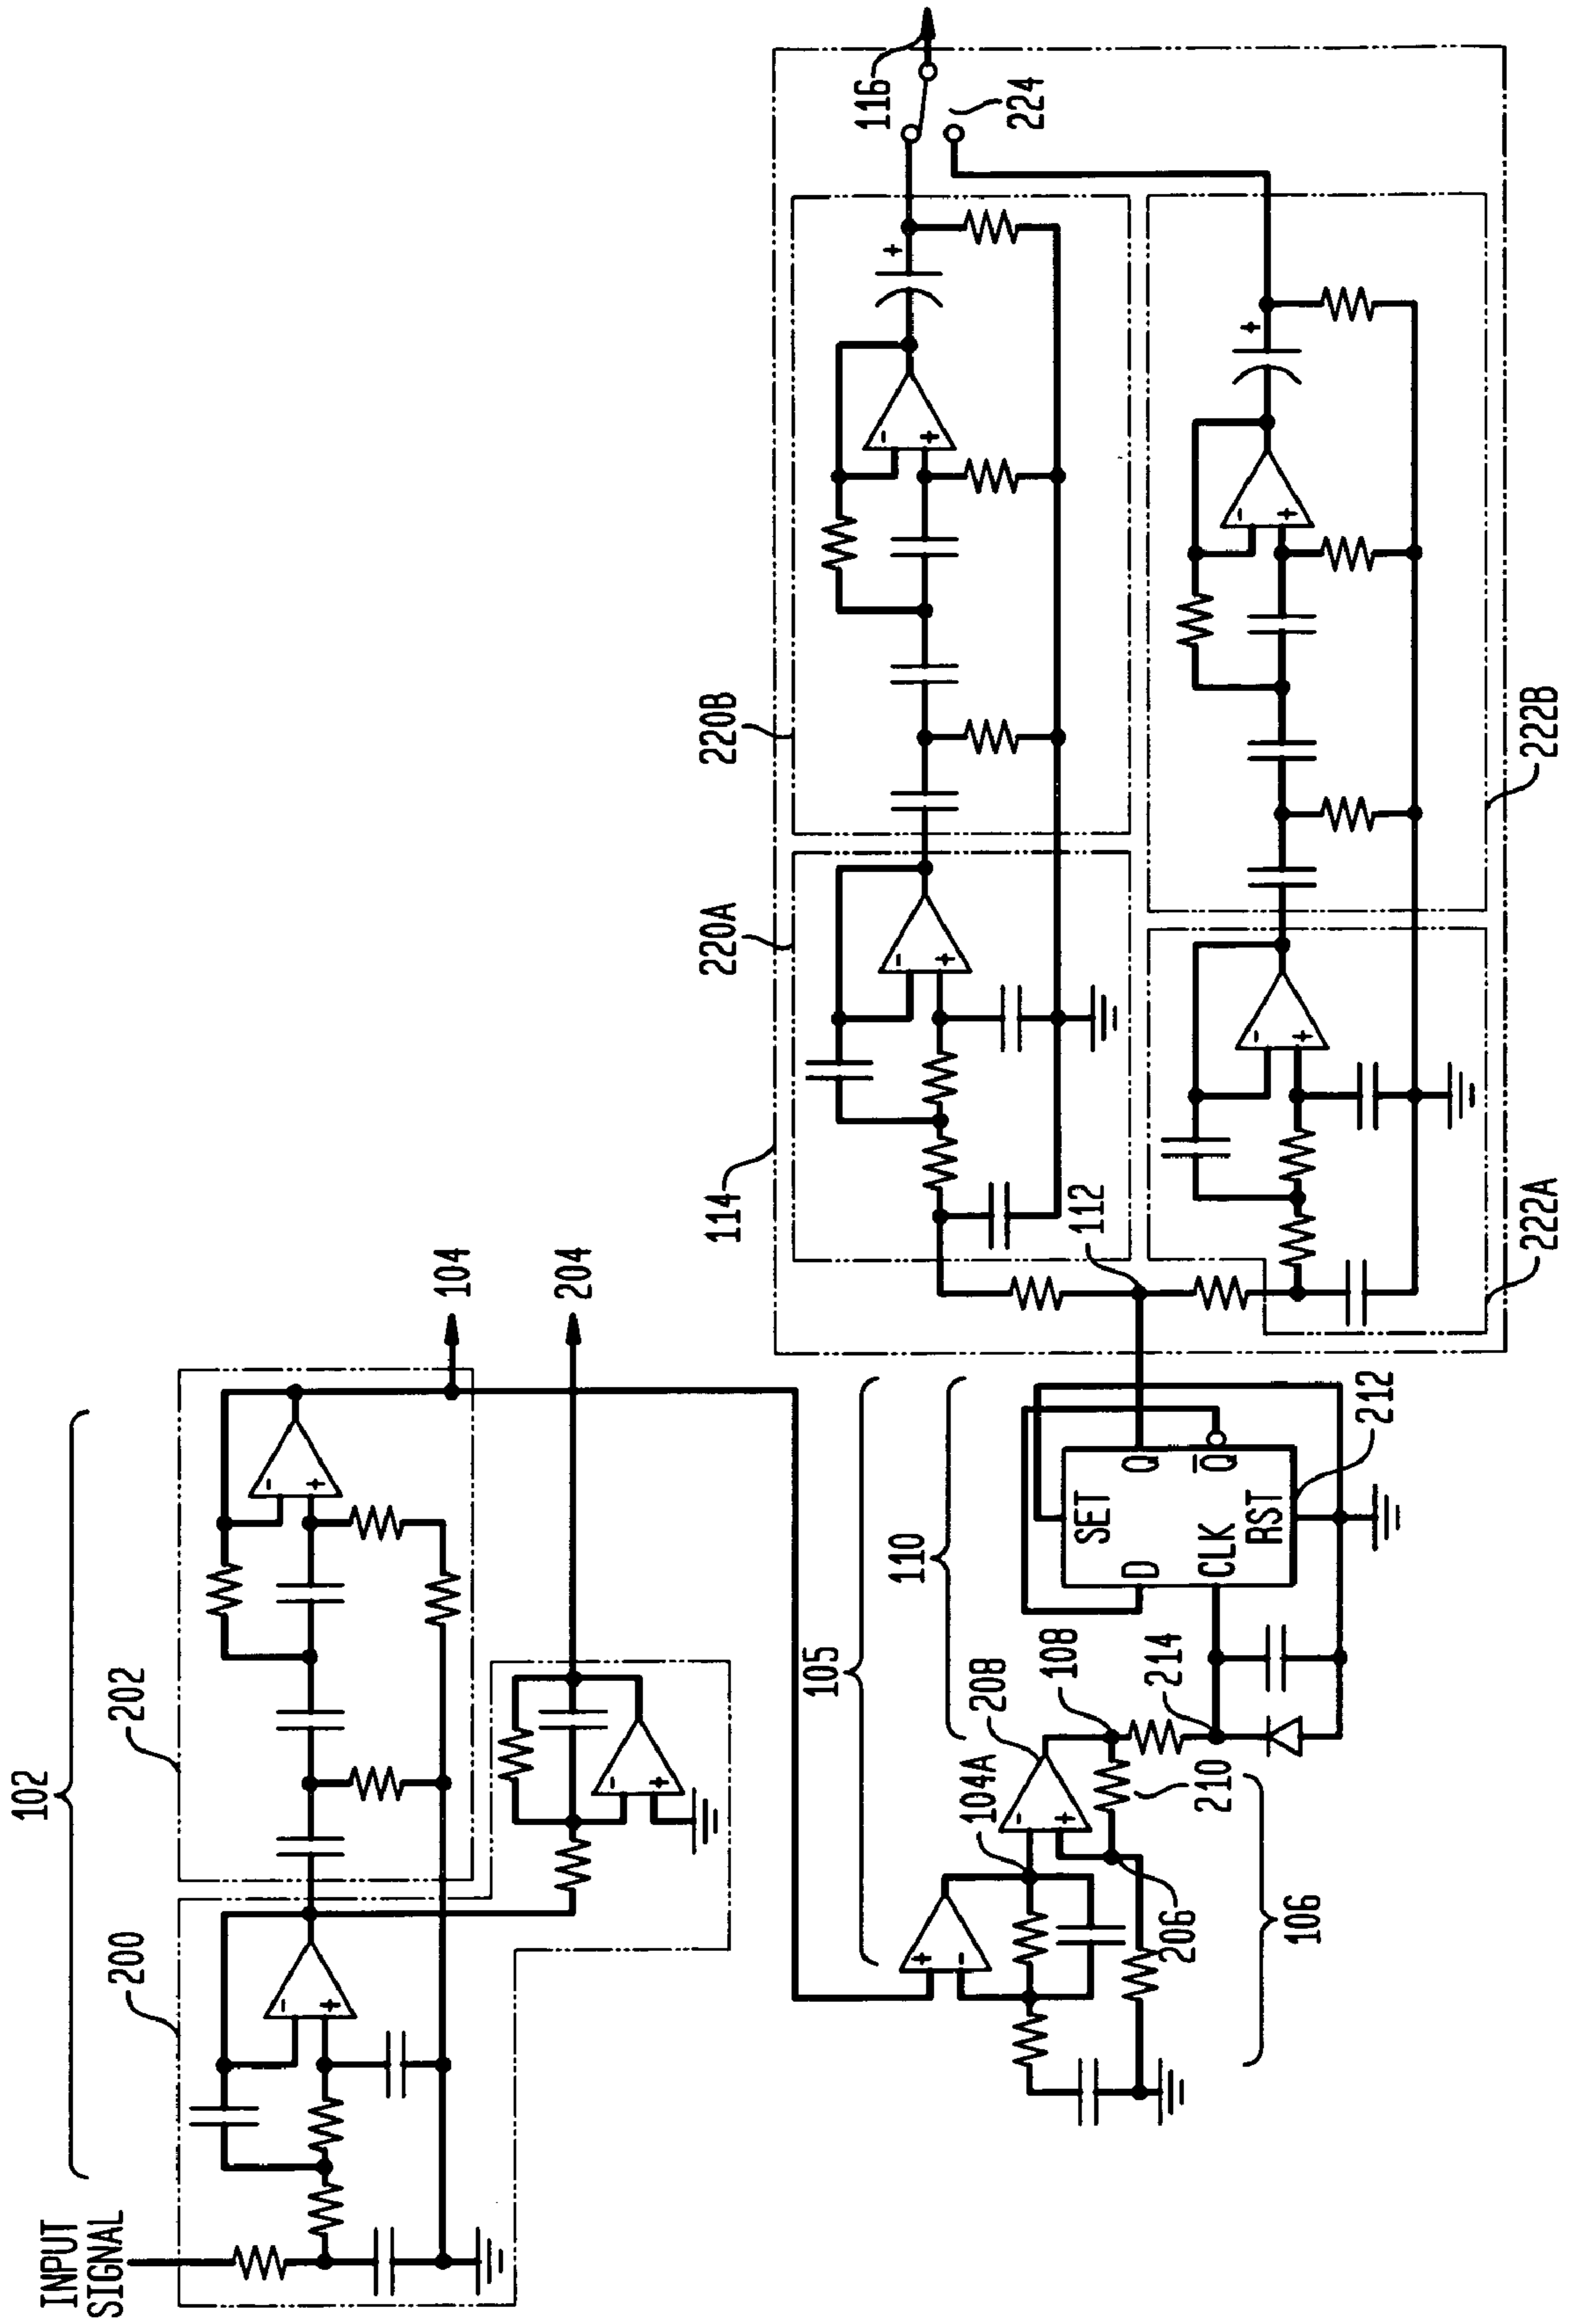 INPUT
SIGNAL
102
200
202
104
204
105
110
104A
208
108
214
206
210
106
SET
D
Q
Q̅
CLK
RST
212
112
114
220A
220B
222A
222B
116
224
- +
- +
- +
+ -
- +
- +
- + +
- +
- + +